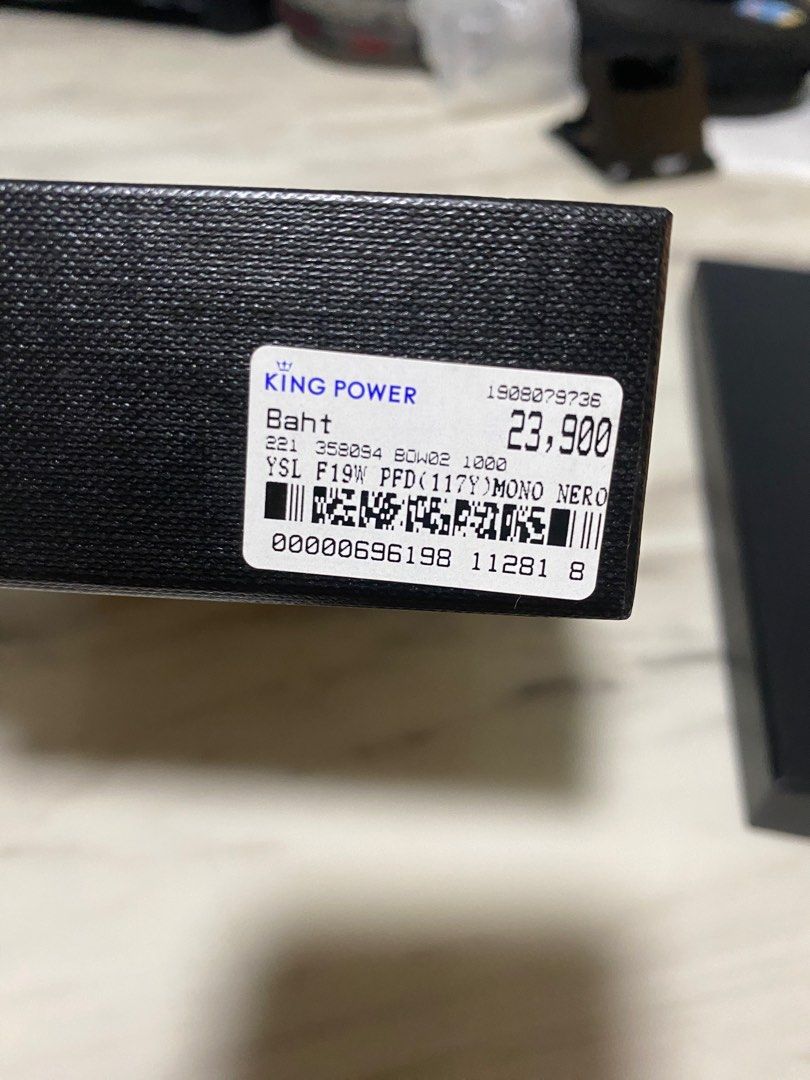 KING POWER 1908079736
Baht 23,900
221 358094 BOW02 1000
YSL F19W PFD(117Y)MONO NERO
00000696198 11281 8